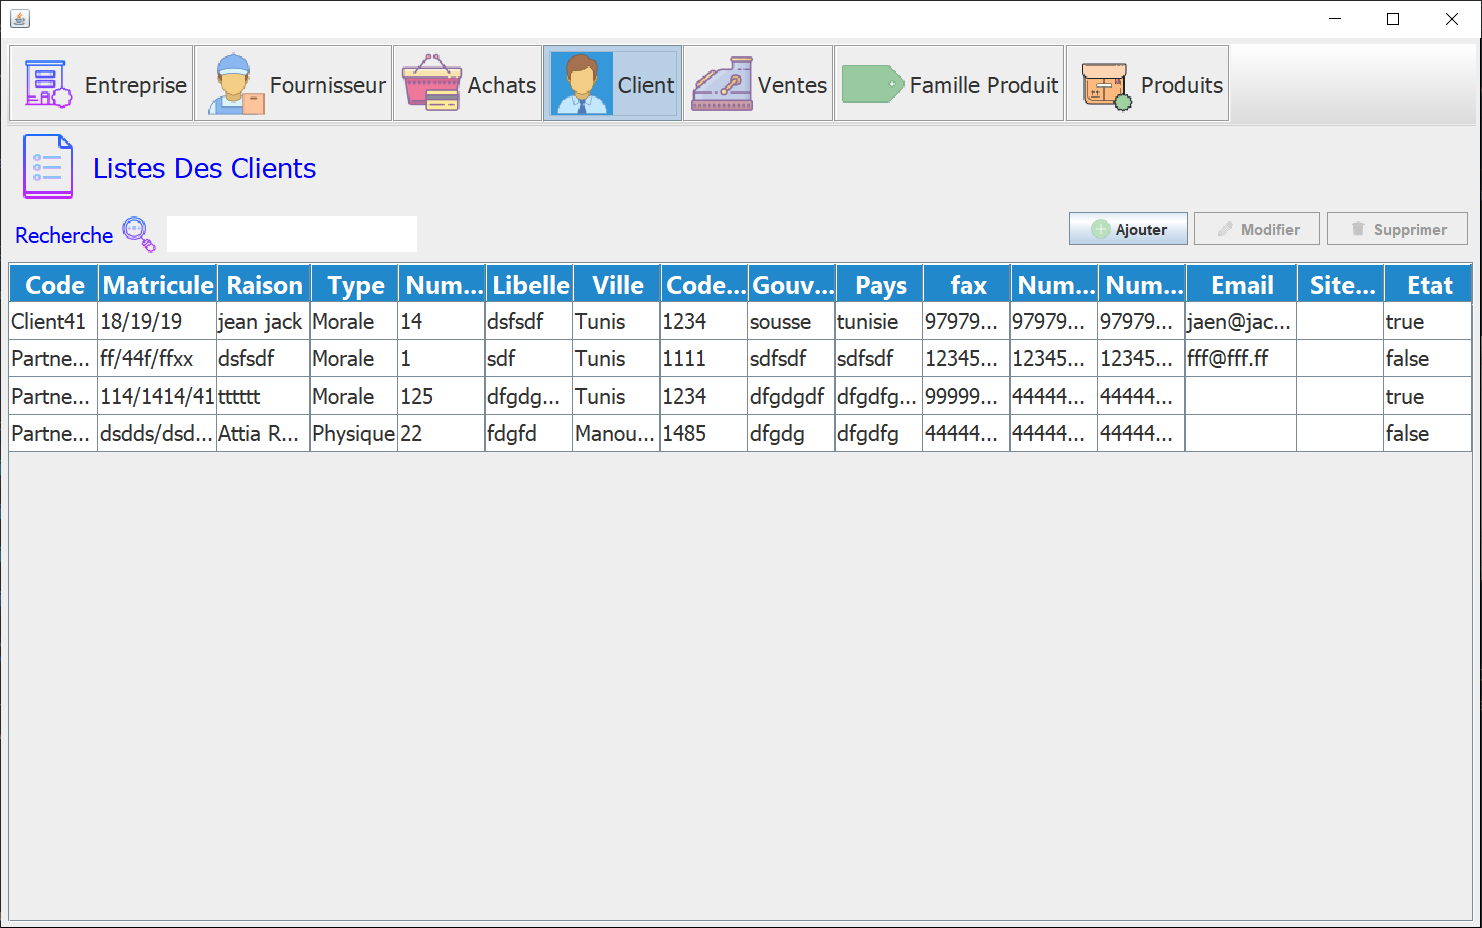 Entreprise Fournisseur Achats Client Ventes Famille Produit Produits
Listes Des Clients
Recherche Ajouter Modifier Supprimer
Code Matricule Raison Type Num... Libelle Ville Code... Gouv... Pays fax Num... Num... Email Site... Etat
Client41 18/19/19 jean jack Morale 14 dsfsdf Tunis 1234 sousse tunisie 97979... 97979... 97979... jaen@jac... true
Partne... ff/44f/ffxx dsfsdf Morale 1 sdf Tunis 1111 sdfsdf sdfsdf 12345... 12345... 12345... fff@fff.ff false
Partne... 114/1414/41 tttttt Morale 125 dfgdg... Tunis 1234 dfgdgdf dfgdfg... 99999... 44444... 44444... true
Partne... dsdds/dsd... Attia R... Physique 22 fdgfd Manou... 1485 dfgdg dfgdfg 44444... 44444... 44444... false